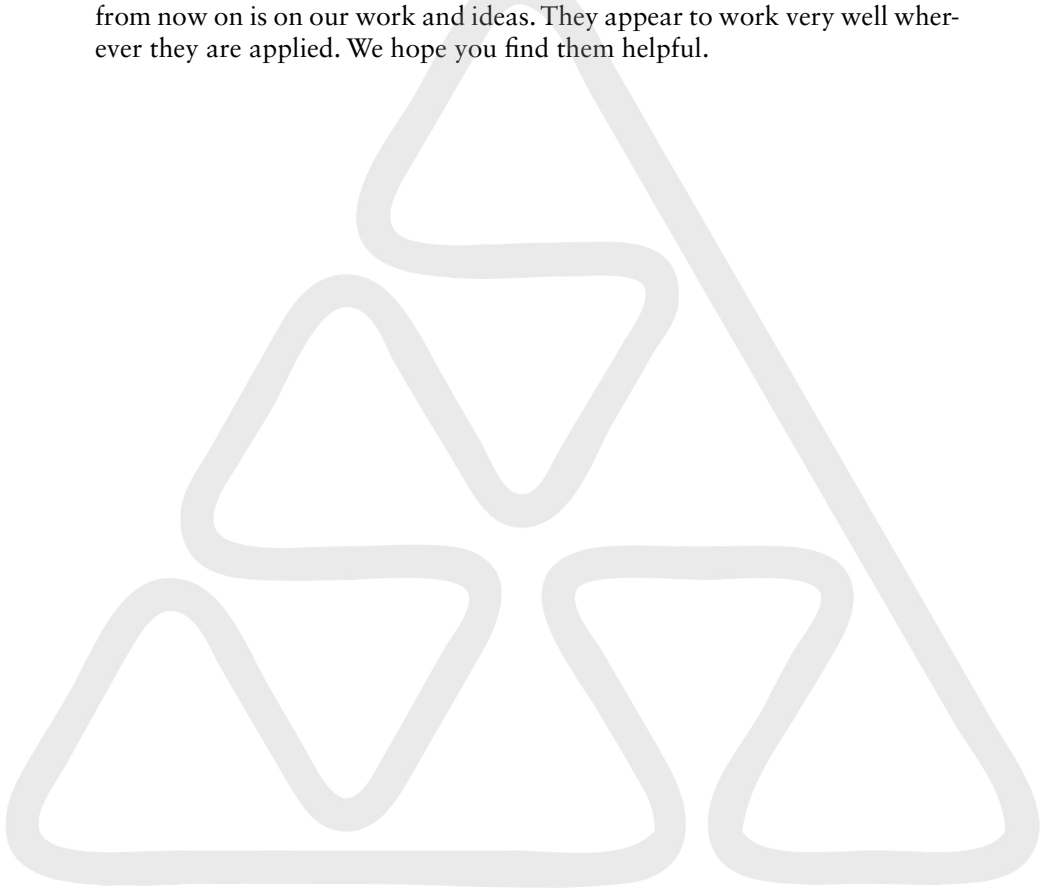 from now on is on our work and ideas. They appear to work very well wher-
ever they are applied. We hope you find them helpful.